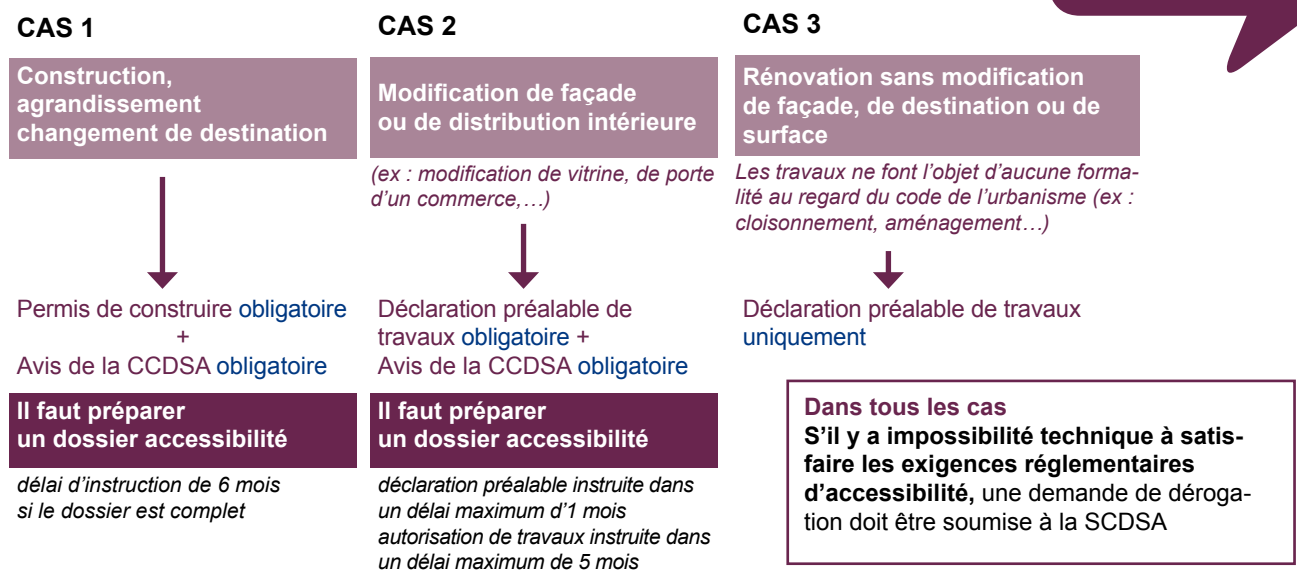 CAS 1
Construction,
agrandissement
changement de destination
Permis de construire obligatoire
+
Avis de la CCDSA obligatoire
Il faut préparer
un dossier accessibilité
délai d'instruction de 6 mois
si le dossier est complet
CAS 2
Modification de façade
ou de distribution intérieure
(ex : modification de vitrine, de porte
d'un commerce,…)
Déclaration préalable de
travaux obligatoire +
Avis de la CCDSA obligatoire
Il faut préparer
un dossier accessibilité
déclaration préalable instruite dans
un délai maximum d'1 mois
autorisation de travaux instruite dans
un délai maximum de 5 mois
CAS 3
Rénovation sans modification
de façade, de destination ou de
surface
Les travaux ne font l'objet d'aucune forma-
lité au regard du code de l'urbanisme (ex :
cloisonnement, aménagement…)
Déclaration préalable de travaux
uniquement
Dans tous les cas
S'il y a impossibilité technique à satis-
faire les exigences réglementaires
d'accessibilité, une demande de déroga-
tion doit être soumise à la SCDSA